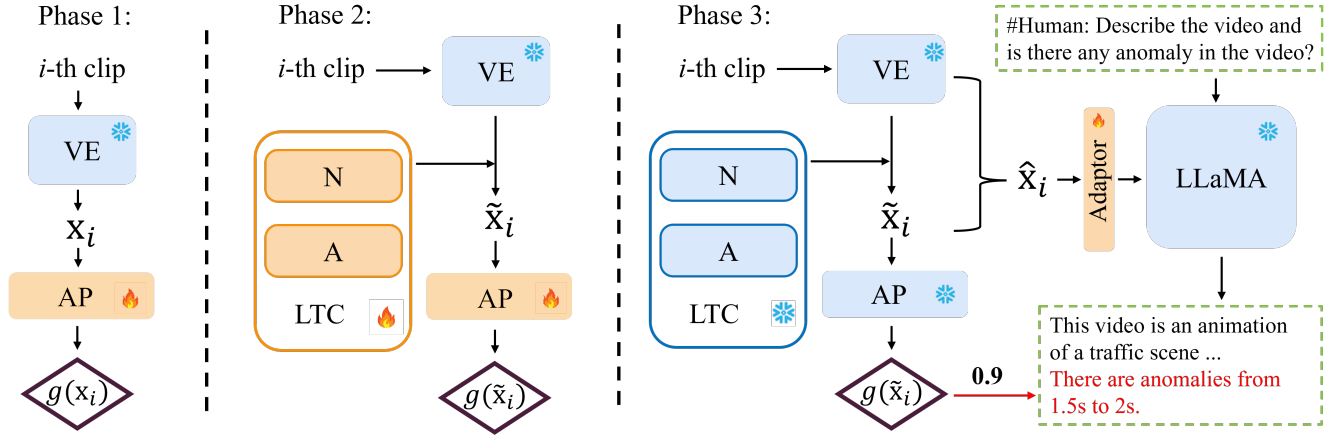 Phase 1:
i-th clip
VE
x_i
AP
g(x_i)
Phase 2:
i-th clip
VE
N
A
LTC
x̃_i
AP
g(x̃_i)
Phase 3:
i-th clip
VE
N
A
LTC
x̃_i
AP
g(x̃_i)
0.9
x̂_i
Adaptor
#Human: Describe the video and
is there any anomaly in the video?
LLaMA
This video is an animation
of a traffic scene ...
There are anomalies from
1.5s to 2s.